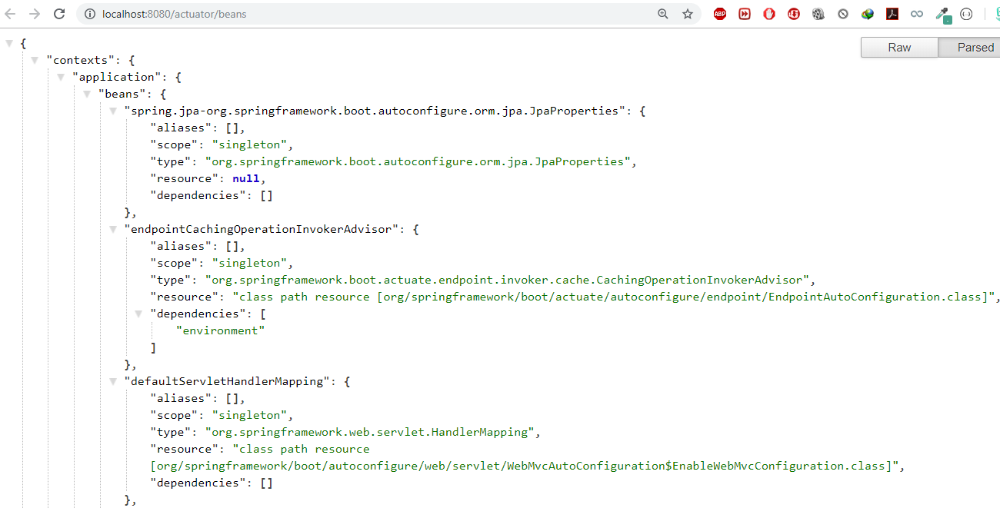 localhost:8080/actuator/beans
ABP
Raw
Parsed
{
"contexts": {
"application": {
"beans": {
"spring.jpa-org.springframework.boot.autoconfigure.orm.jpa.JpaProperties": {
"aliases": [],
"scope": "singleton",
"type": "org.springframework.boot.autoconfigure.orm.jpa.JpaProperties",
"resource": null,
"dependencies": []
},
"endpointCachingOperationInvokerAdvisor": {
"aliases": [],
"scope": "singleton",
"type": "org.springframework.boot.actuate.endpoint.invoker.cache.CachingOperationInvokerAdvisor",
"resource": "class path resource [org/springframework/boot/actuate/autoconfigure/endpoint/EndpointAutoConfiguration.class]",
"dependencies": [
"environment"
]
},
"defaultServletHandlerMapping": {
"aliases": [],
"scope": "singleton",
"type": "org.springframework.web.servlet.HandlerMapping",
"resource": "class path resource
[org/springframework/boot/autoconfigure/web/servlet/WebMvcAutoConfiguration$EnableWebMvcConfiguration.class]",
"dependencies": []
},